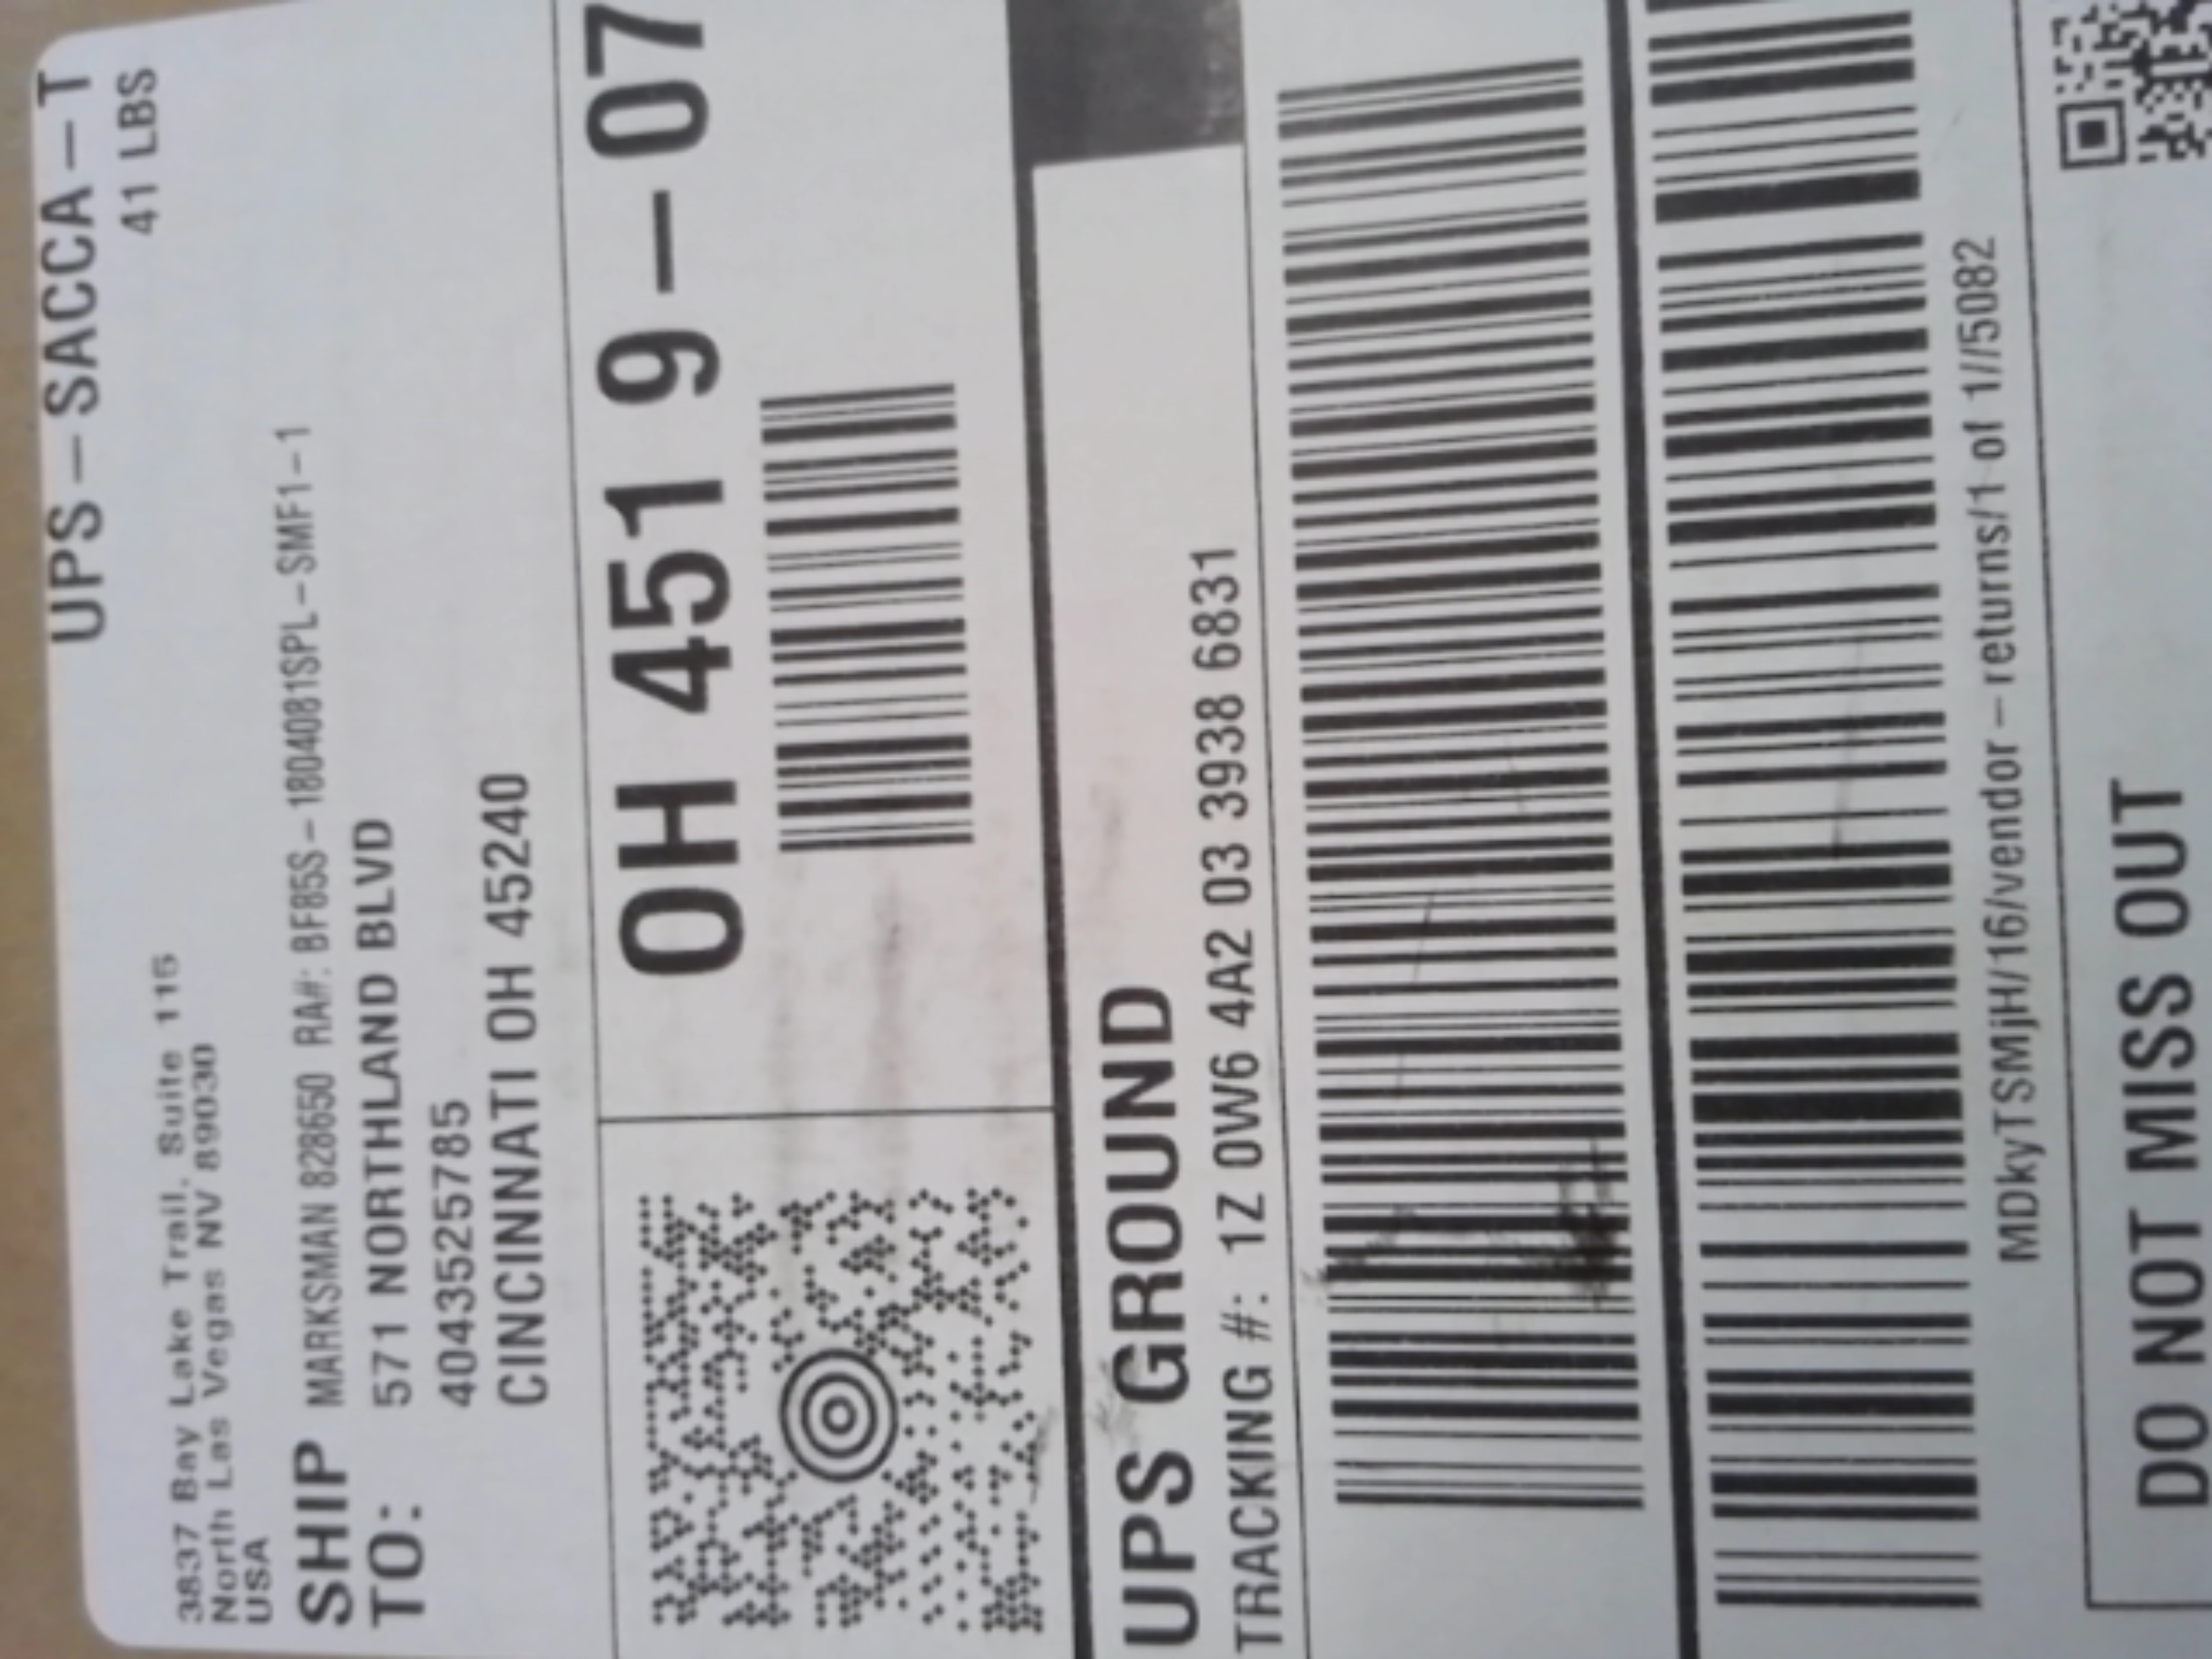 UPS-SACCA-T
41 LBS
3837 Bay Lake Trail. Suite 115
North Las Vegas NV 89030
USA
SHIP TO:
MARKSMAN 828650 RA#: BF85S-1804081SPL-SMF1-1
571 NORTHLAND BLVD
4043525785
CINCINNATI OH 45240
OH 451 9-07
UPS GROUND
TRACKING #: 1Z 0W6 4A2 03 3938 6831
MDkyTSMjH/16/vendor-returns/1 of 1//5082
DO NOT MISS OUT